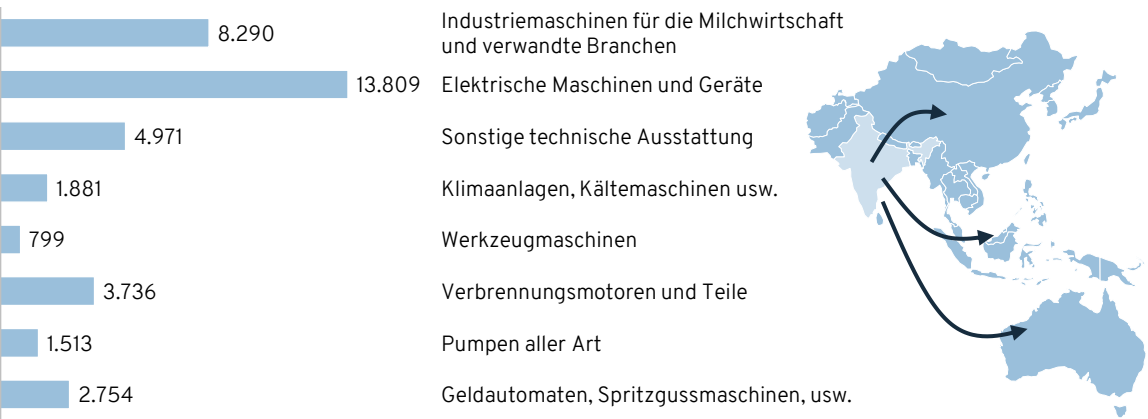 8.290 Industriemaschinen für die Milchwirtschaft
und verwandte Branchen
13.809 Elektrische Maschinen und Geräte
4.971 Sonstige technische Ausstattung
1.881 Klimaanlagen, Kältemaschinen usw.
799 Werkzeugmaschinen
3.736 Verbrennungsmotoren und Teile
1.513 Pumpen aller Art
2.754 Geldautomaten, Spritzgussmaschinen, usw.